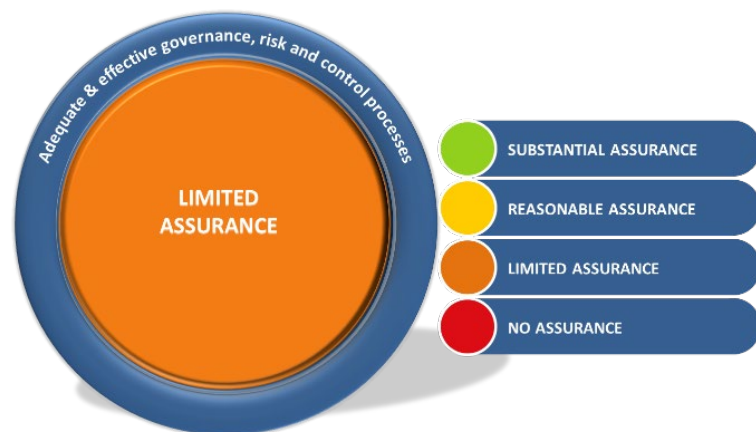 Adequate & effective governance, risk and control processes
LIMITED
ASSURANCE
SUBSTANTIAL ASSURANCE
REASONABLE ASSURANCE
LIMITED ASSURANCE
NO ASSURANCE